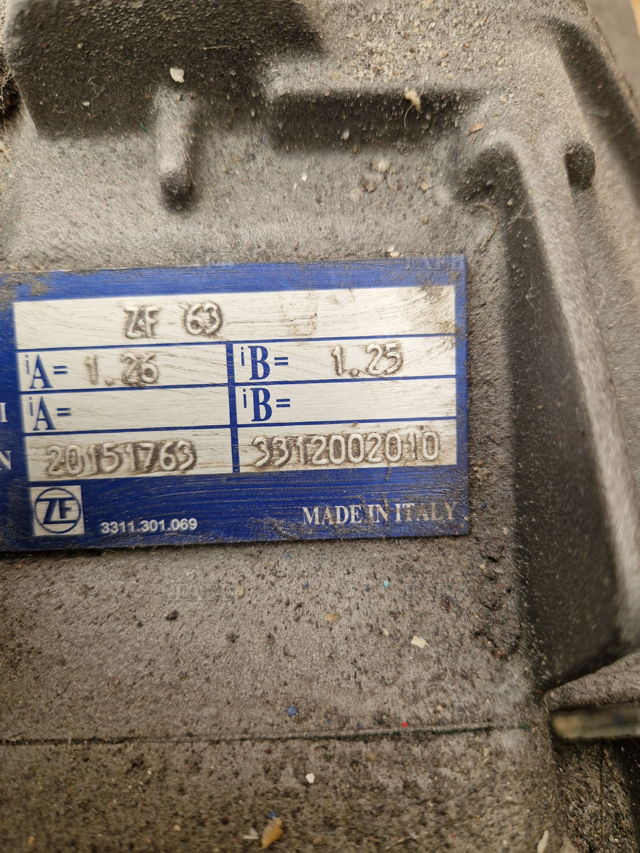 ZF 63
iA= 1.26 iB= 1.25
iA= iB=
20151763 3312002010
ZF 3311.301.069 MADE IN ITALY